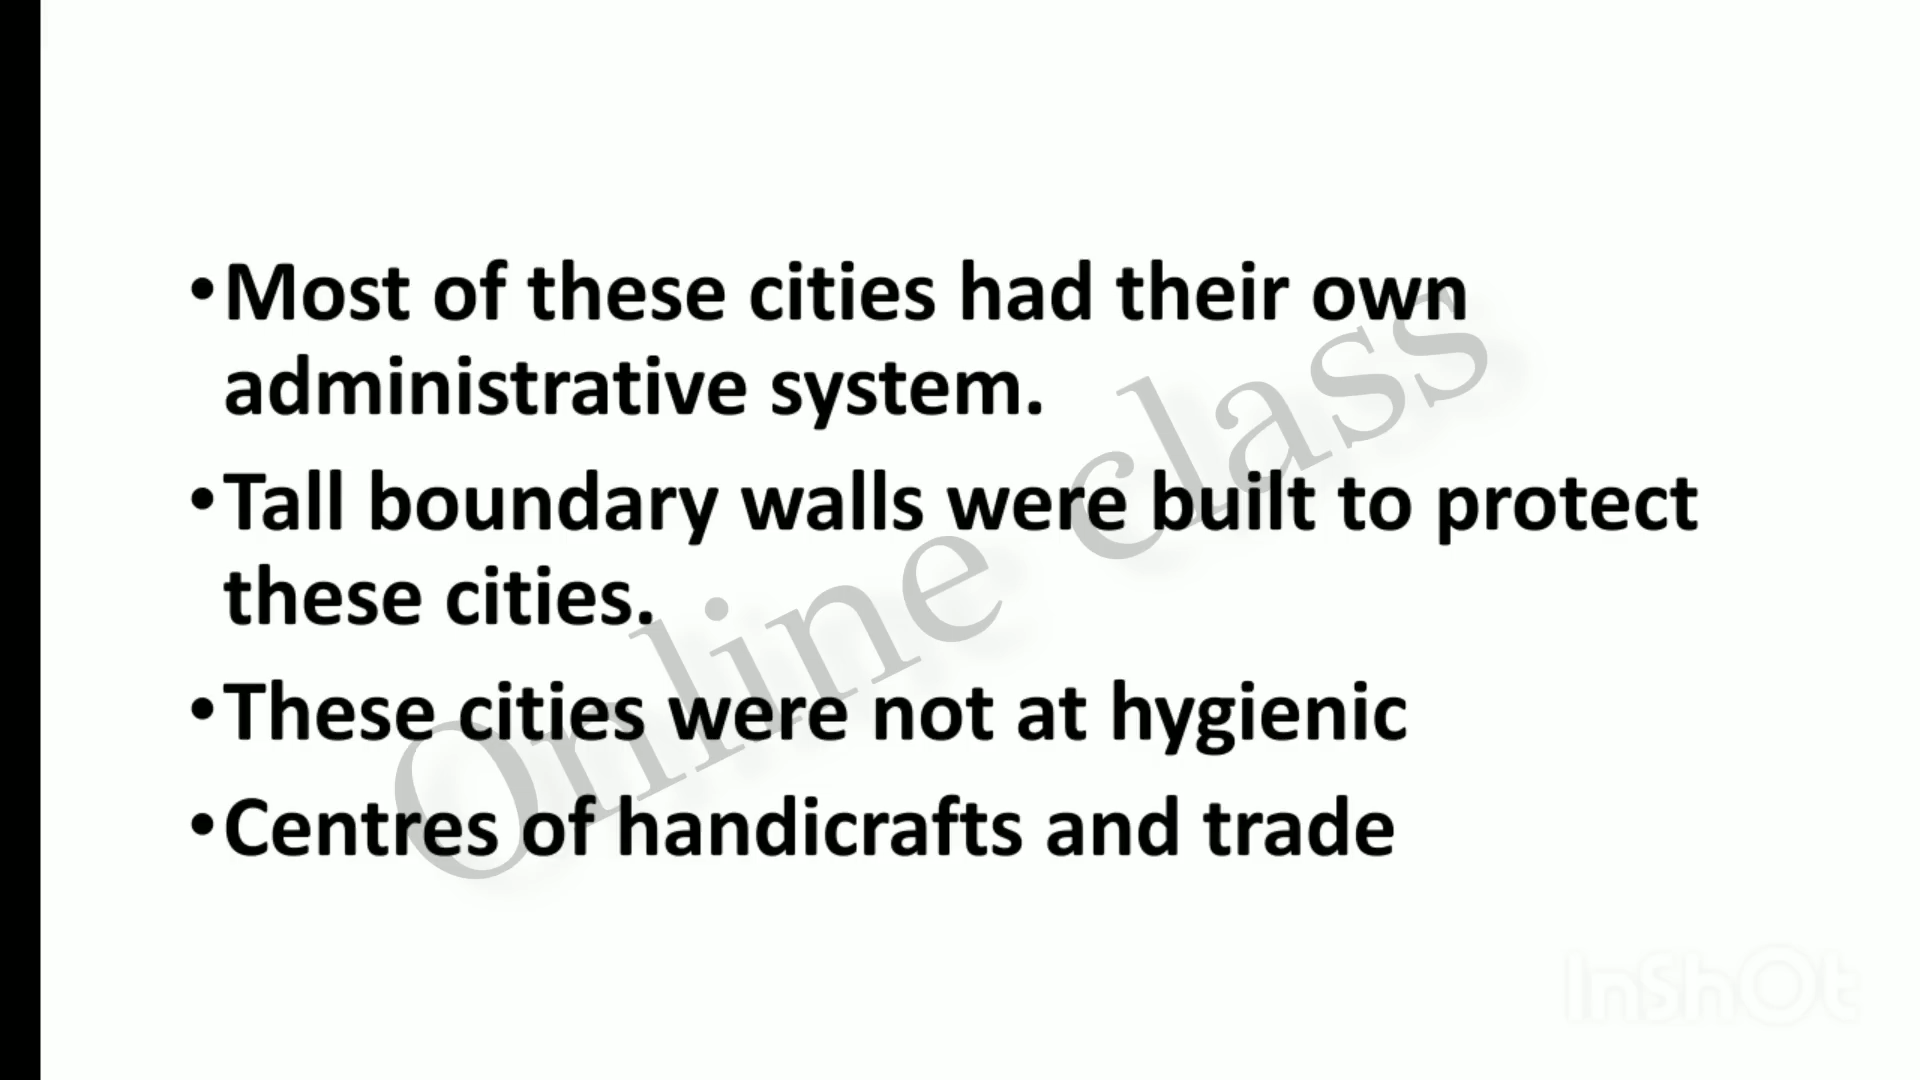 •Most of these cities had their own
administrative system.
•Tall boundary walls were built to protect
these cities.
•These cities were not at hygienic
•Centres of handicrafts and trade
Online class
InShOt